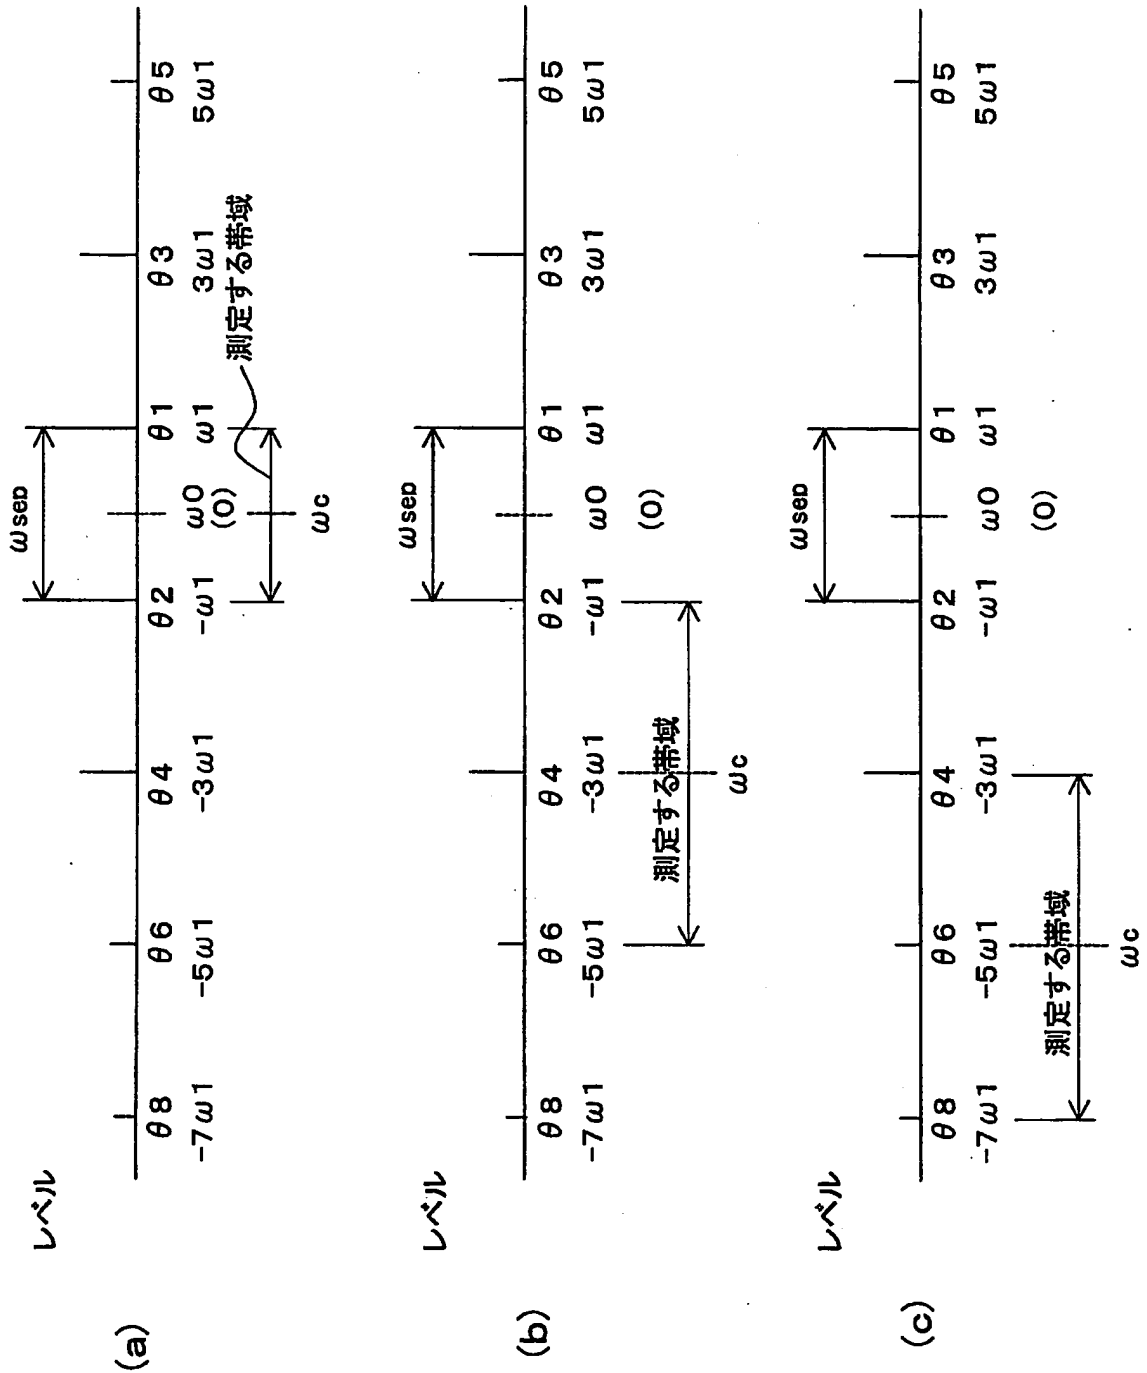 (a)
レベル
ωsep
θ8 θ6 θ4 θ2 θ1 θ3 θ5
-7ω1 -5ω1 -3ω1 -ω1 ω0 ω1 3ω1 5ω1
(0)
測定する帯域
ωc
(b)
レベル
ωsep
θ8 θ6 θ4 θ2 θ1 θ3 θ5
-7ω1 -5ω1 -3ω1 -ω1 ω0 ω1 3ω1 5ω1
(0)
測定する帯域
ωc
(c)
レベル
ωsep
θ8 θ6 θ4 θ2 θ1 θ3 θ5
-7ω1 -5ω1 -3ω1 -ω1 ω0 ω1 3ω1 5ω1
(0)
測定する帯域
ωc